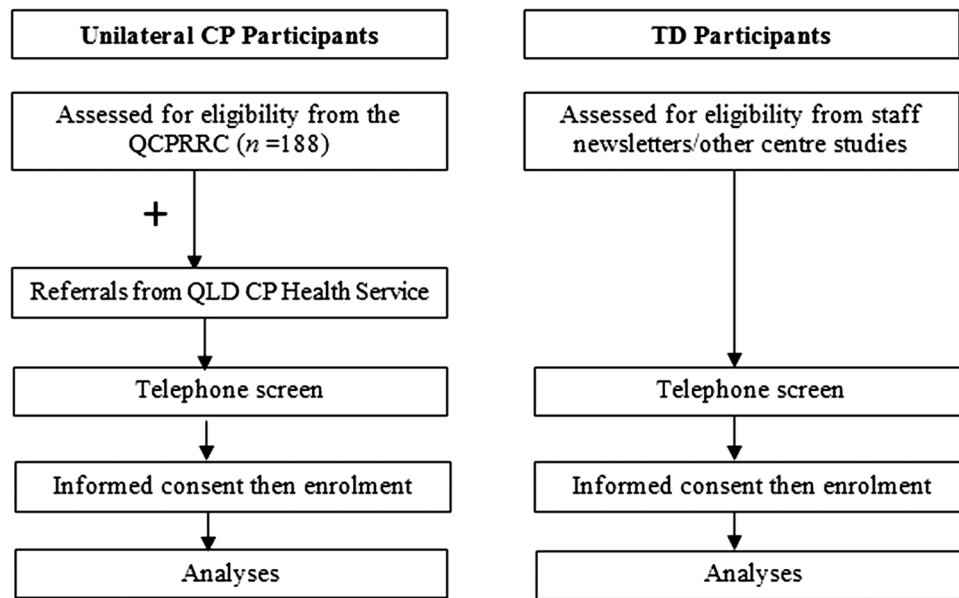 Unilateral CP Participants
Assessed for eligibility from the
QCPRRC (n =188)
+
Referrals from QLD CP Health Service
Telephone screen
Informed consent then enrolment
Analyses
TD Participants
Assessed for eligibility from staff
newsletters/other centre studies
Telephone screen
Informed consent then enrolment
Analyses